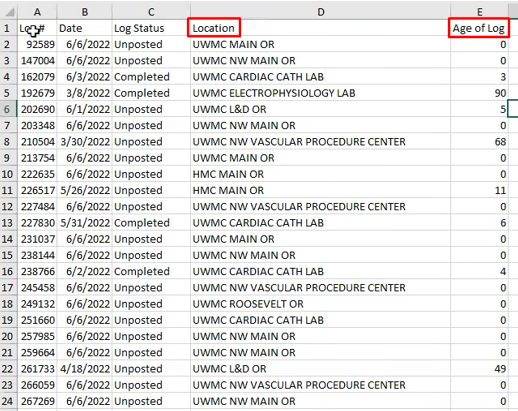 A B C D E
1 Log # Date Log Status Location Age of Log
2 92589 6/6/2022 Unposted UWMC MAIN OR 0
3 147004 6/6/2022 Unposted UWMC NW MAIN OR 0
4 162079 6/3/2022 Completed UWMC CARDIAC CATH LAB 3
5 192679 3/8/2022 Completed UWMC ELECTROPHYSIOLOGY LAB 90
6 202690 6/1/2022 Unposted UWMC L&D OR 5
7 203348 6/6/2022 Unposted UWMC NW MAIN OR 0
8 210504 3/30/2022 Unposted UWMC NW VASCULAR PROCEDURE CENTER 68
9 213754 6/6/2022 Unposted UWMC MAIN OR 0
10 222635 6/6/2022 Unposted HMC MAIN OR 0
11 226517 5/26/2022 Unposted HMC MAIN OR 11
12 227484 6/6/2022 Unposted UWMC NW VASCULAR PROCEDURE CENTER 0
13 227830 5/31/2022 Completed UWMC CARDIAC CATH LAB 6
14 231037 6/6/2022 Unposted UWMC MAIN OR 0
15 238144 6/6/2022 Unposted UWMC NW MAIN OR 0
16 238766 6/2/2022 Completed UWMC CARDIAC CATH LAB 4
17 245458 6/6/2022 Unposted UWMC NW VASCULAR PROCEDURE CENTER 0
18 249132 6/6/2022 Unposted UWMC ROOSEVELT OR 0
19 251660 6/6/2022 Unposted UWMC CARDIAC CATH LAB 0
20 257985 6/6/2022 Unposted UWMC NW MAIN OR 0
21 259664 6/6/2022 Unposted UWMC NW MAIN OR 0
22 261733 4/18/2022 Unposted UWMC L&D OR 49
23 266059 6/6/2022 Unposted UWMC NW VASCULAR PROCEDURE CENTER 0
24 267269 6/6/2022 Unposted UWMC NW MAIN OR 0